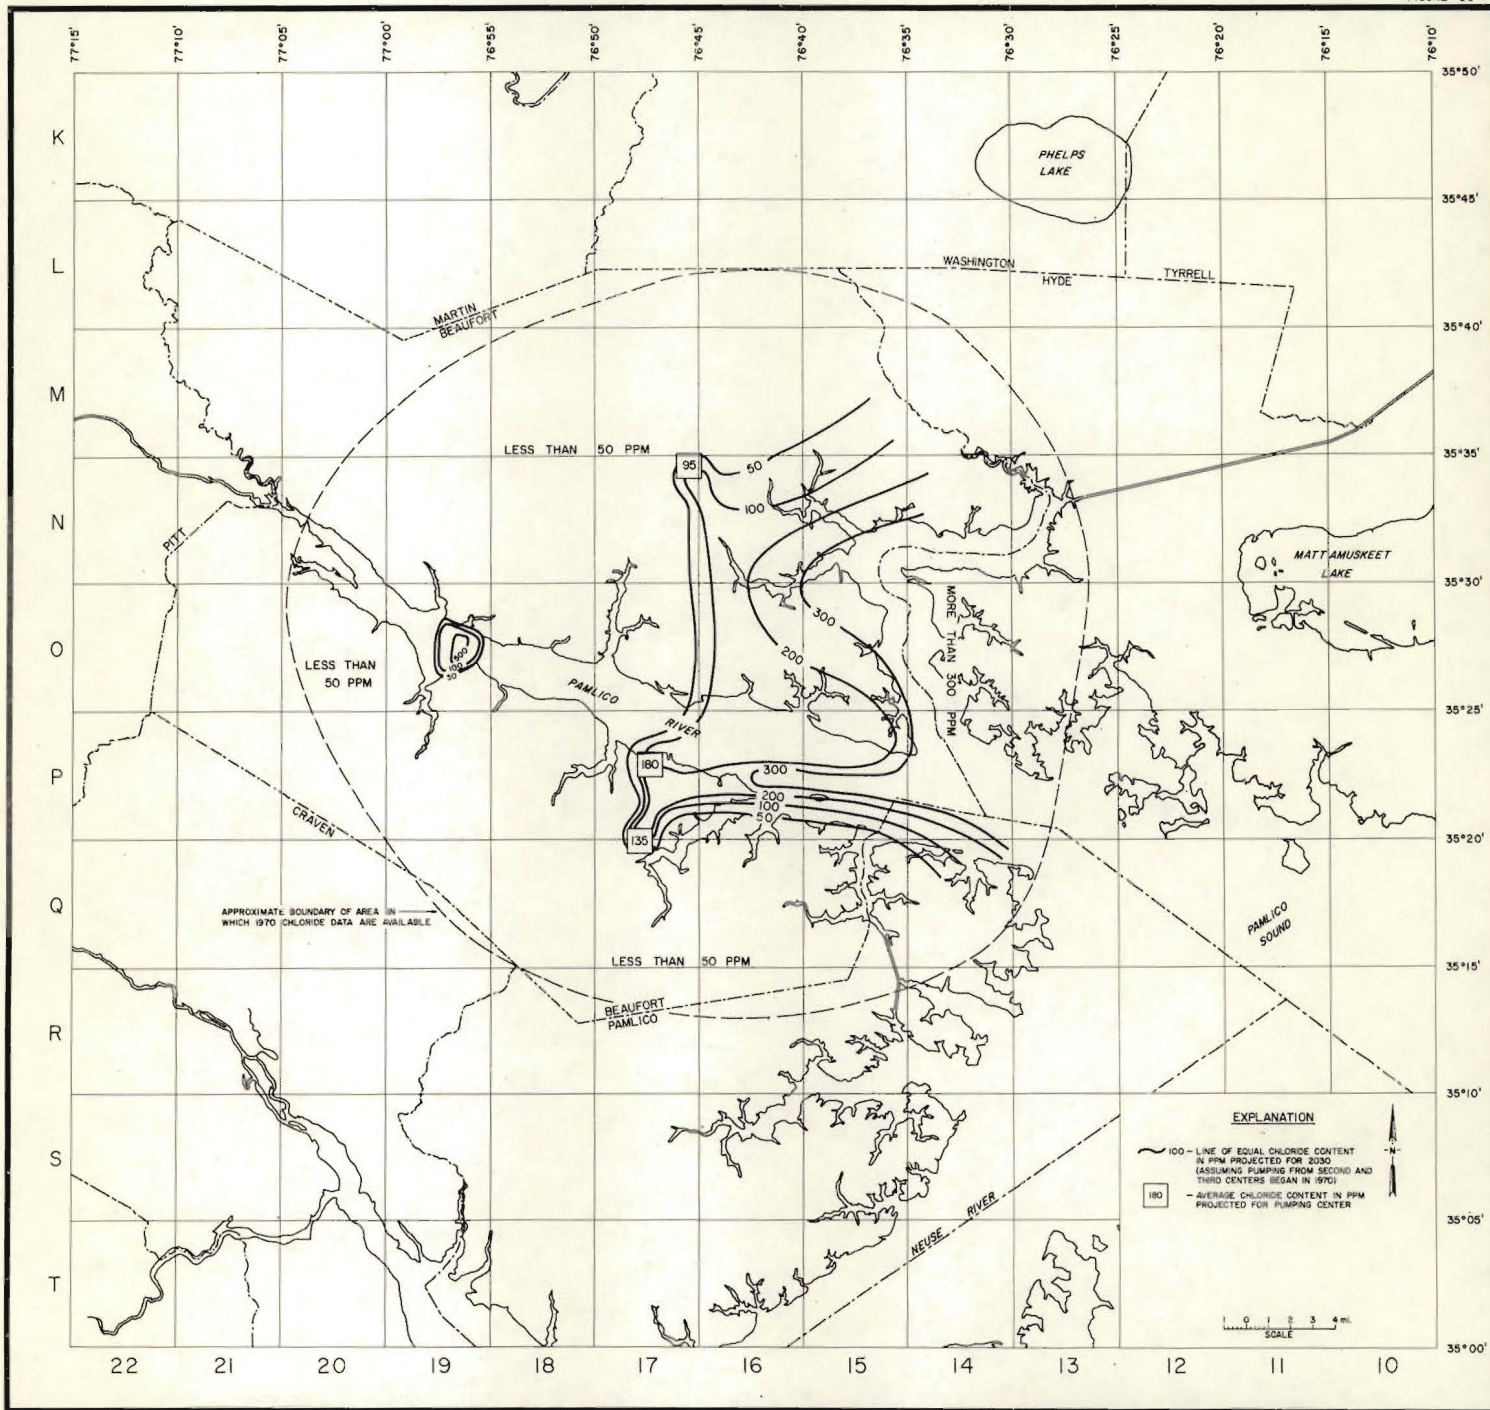 77°15'
77°10'
77°05'
77°00'
76°55'
76°50'
76°45'
76°40'
76°35'
76°30'
76°25'
76°20'
76°15'
76°10'
35°50'
K
PHELPS
LAKE
35°45'
L
WASHINGTON
HYDE
TYRRELL
MARTIN
BEAUFORT
35°40'
M
LESS THAN 50 PPM
95
50
35°35'
100
N
PITT
MATTAMUSKEET
LAKE
35°30'
MORE THAN 300 PPM
300
O
500
100
50
200
LESS THAN
50 PPM
PAMLICO
RIVER
35°25'
180
300
P
200
100
50
CRAVEN
135
35°20'
Q
APPROXIMATE BOUNDARY OF AREA IN
WHICH 1970 CHLORIDE DATA ARE AVAILABLE
PAMLICO
SOUND
LESS THAN 50 PPM
35°15'
BEAUFORT
PAMLICO
R
35°10'
EXPLANATION
S
100 - LINE OF EQUAL CHLORIDE CONTENT
IN PPM PROJECTED FOR 2030
(ASSUMING PUMPING FROM SECOND AND
THIRD CENTERS BEGAN IN 1970)
-N-
180 - AVERAGE CHLORIDE CONTENT IN PPM
PROJECTED FOR PUMPING CENTER
NEUSE RIVER
35°05'
T
1 0 1 2 3 4 mi.
SCALE
35°00'
22 21 20 19 18 17 16 15 14 13 12 11 10